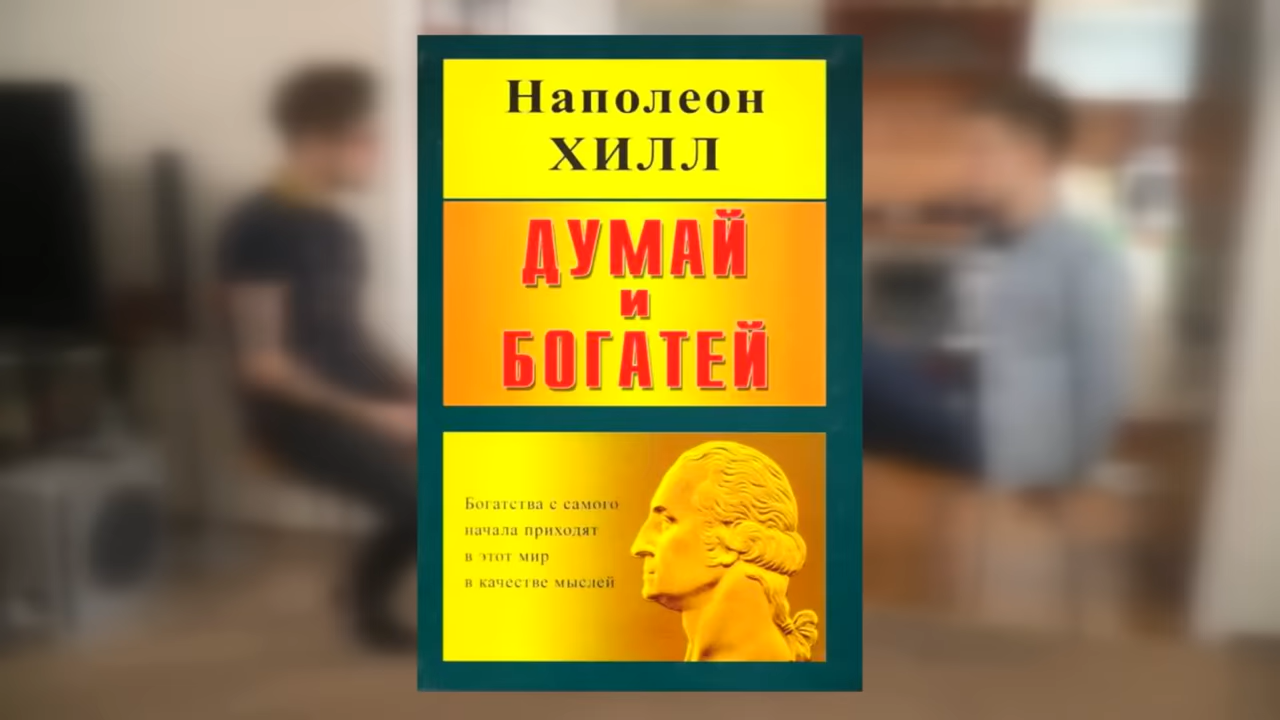 Наполеон
ХИЛЛ
ДУМАЙ
и
БОГАТЕЙ
Богатства с самого
начала приходят
в этот мир
в качестве мыслей